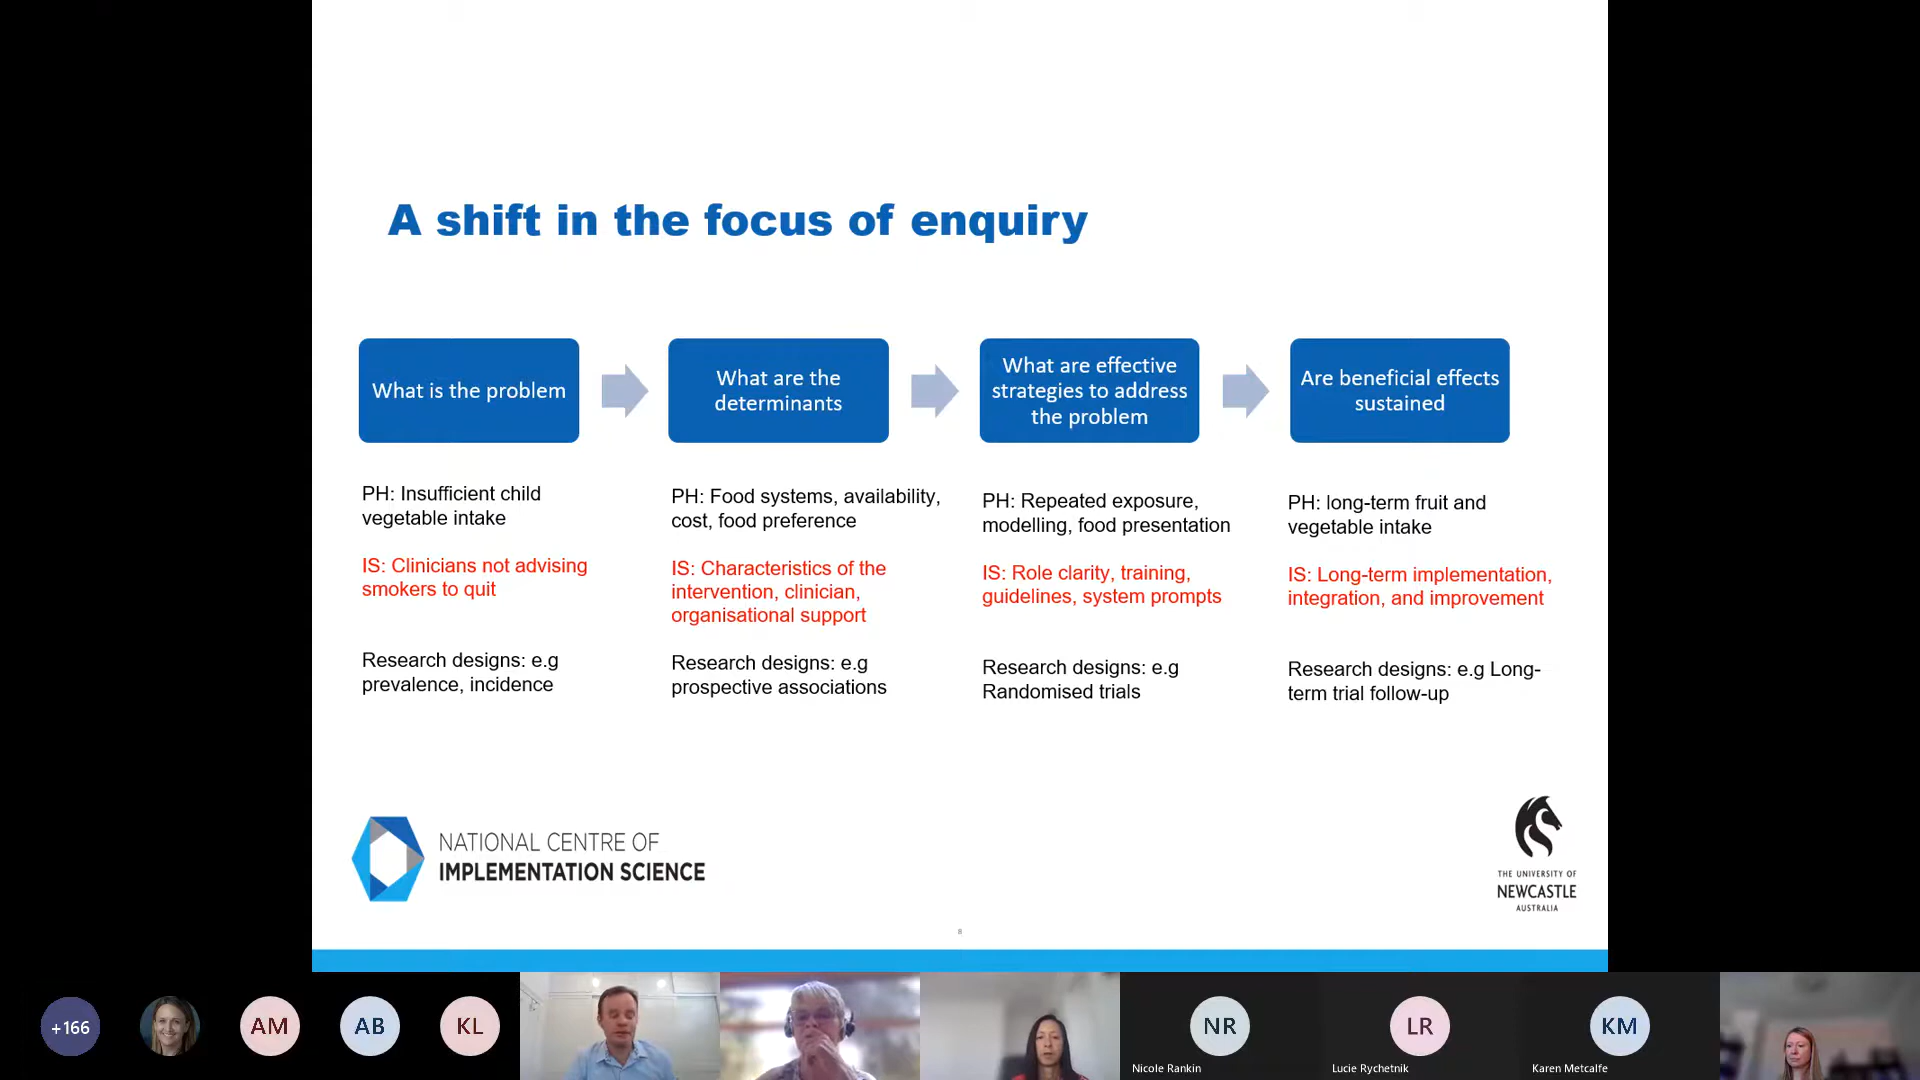 A shift in the focus of enquiry
What is the problem
What are the
determinants
What are effective
strategies to address
the problem
Are beneficial effects
sustained
PH: Insufficient child
vegetable intake
IS: Clinicians not advising
smokers to quit
Research designs: e.g
prevalence, incidence
PH: Food systems, availability,
cost, food preference
IS: Characteristics of the
intervention, clinician,
organisational support
Research designs: e.g
prospective associations
PH: Repeated exposure,
modelling, food presentation
IS: Role clarity, training,
guidelines, system prompts
Research designs: e.g
Randomised trials
PH: long-term fruit and
vegetable intake
IS: Long-term implementation,
integration, and improvement
Research designs: e.g Long-
term trial follow-up
NATIONAL CENTRE OF
IMPLEMENTATION SCIENCE
THE UNIVERSITY OF
NEWCASTLE
AUSTRALIA
+166
AM
AB
KL
NR
Nicole Rankin
LR
Lucie Rychetnik
KM
Karen Metcalfe